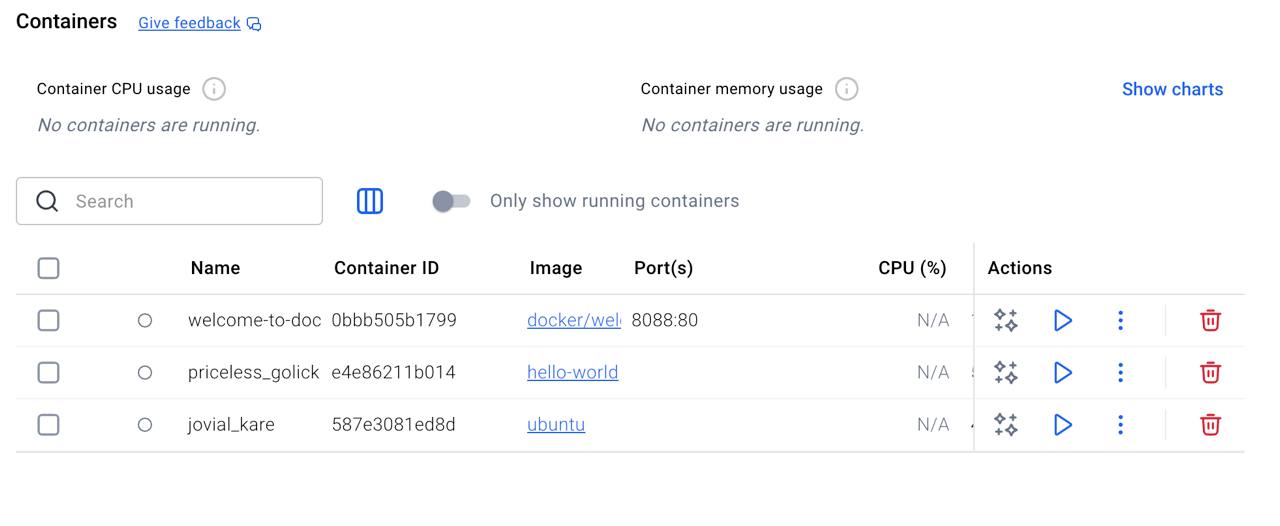 Containers Give feedback
Container CPU usage Container memory usage Show charts
No containers are running. No containers are running.
Search Only show running containers
Name Container ID Image Port(s) CPU (%) Actions
welcome-to-doc 0bbb505b1799 docker/wel 8088:80 N/A
priceless_golick e4e86211b014 hello-world N/A
jovial_kare 587e3081ed8d ubuntu N/A